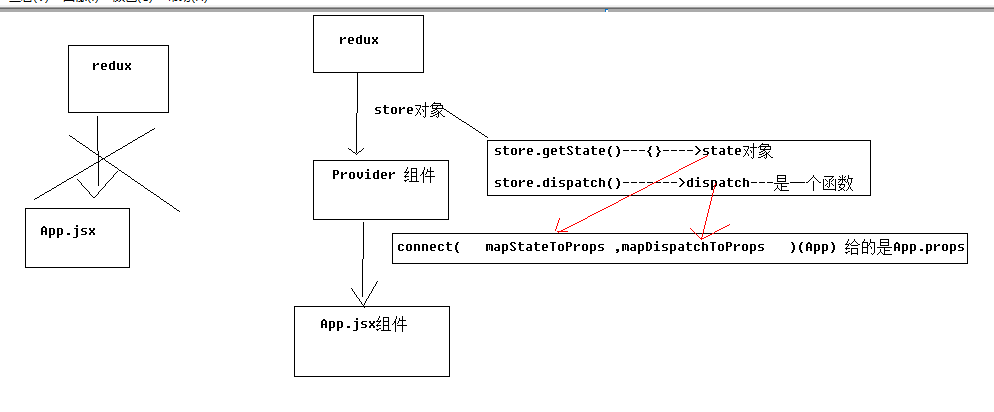 redux
App.jsx
redux
store对象
store.getState()---{}---->state对象
store.dispatch()------->dispatch---是一个函数
Provider 组件
connect( mapStateToProps ,mapDispatchToProps )(App) 给的是App.props
App.jsx组件